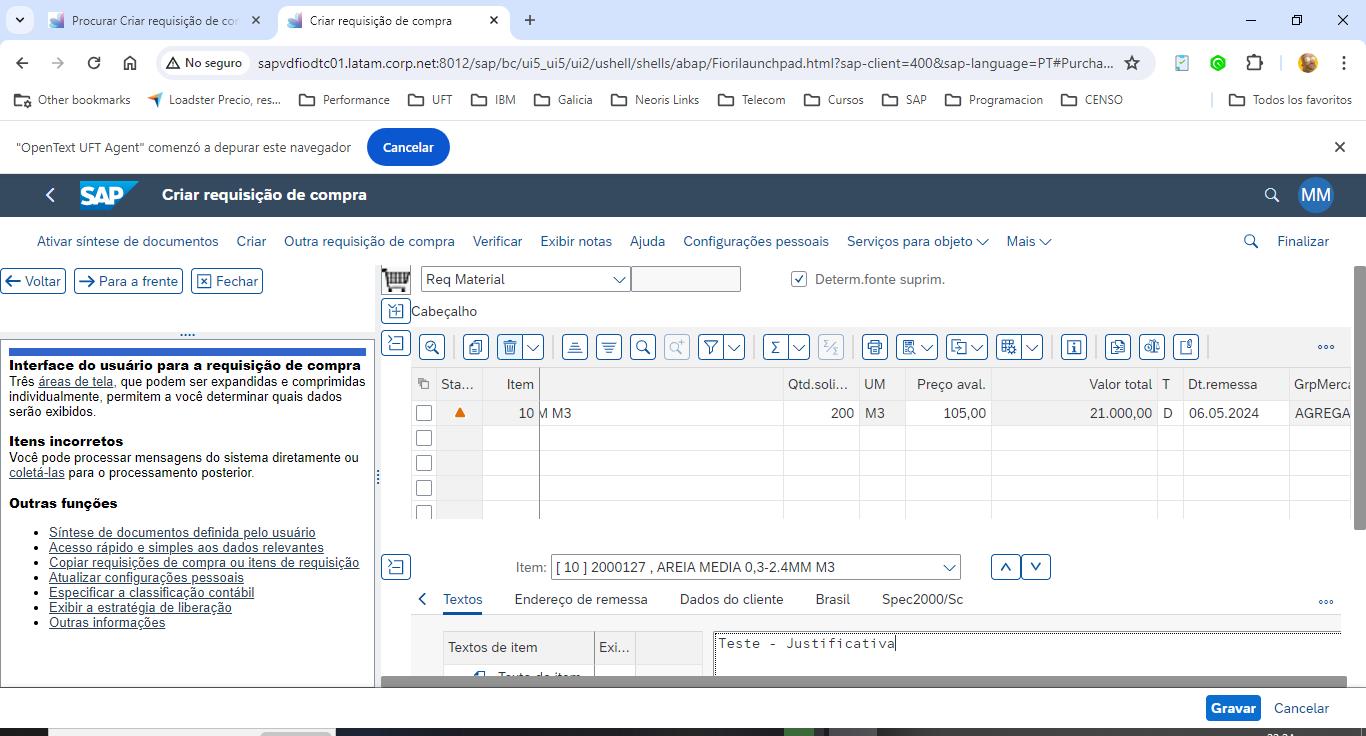 Procurar Criar requisição de cor
Criar requisição de compra
No seguro
sapvdfiodtc01.latam.corp.net:8012/sap/bc/ui5_ui5/ui2/ushell/shells/abap/Fiorilaunchpad.html?sap-client=400&sap-language=PT#Purcha...
Other bookmarks
Loadster Precio, res...
Performance
UFT
IBM
Galicia
Neoris Links
Telecom
Cursos
SAP
Programacion
CENSO
Todos los favoritos
"OpenText UFT Agent" comenzó a depurar este navegador
Cancelar
SAP
Criar requisição de compra
MM
Ativar síntese de documentos
Criar
Outra requisição de compra
Verificar
Exibir notas
Ajuda
Configurações pessoais
Serviços para objeto
Mais
Finalizar
Voltar
Para a frente
Fechar
Req Material
Determ.fonte suprim.
Cabeçalho
Interface do usuário para a requisição de compra
Três áreas de tela, que podem ser expandidas e comprimidas
individualmente, permitem a você determinar quais dados
serão exibidos.
Itens incorretos
Você pode processar mensagens do sistema diretamente ou
coletá-las para o processamento posterior.
Outras funções
Síntese de documentos definida pelo usuário
Acesso rápido e simples aos dados relevantes
Copiar requisições de compra ou itens de requisição
Atualizar configurações pessoais
Especificar a classificação contábil
Exibir a estratégia de liberação
Outras informações
Sta... Item Qtd.soli... UM Preço aval. Valor total T Dt.remessa GrpMerca
10 M M3 200 M3 105,00 21.000,00 D 06.05.2024 AGREGA
Item: [ 10 ] 2000127 , AREIA MEDIA 0,3-2.4MM M3
Textos
Endereço de remessa
Dados do cliente
Brasil
Spec2000/Sc
Textos de item Exi...
Teste - Justificativa
Texto de item
Gravar
Cancelar